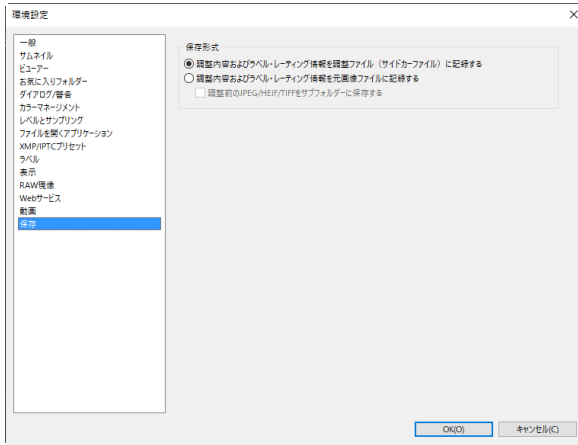 環境設定
一般
サムネイル
ビューアー
お気に入りフォルダー
ダイアログ/警告
カラーマネージメント
レベルとサンプリング
ファイルを開くアプリケーション
XMP/IPTCプリセット
ラベル
表示
RAW現像
Webサービス
動画
保存
保存形式
調整内容およびラベル・レーティング情報を調整ファイル（サイドカーファイル）に記録する
調整内容およびラベル・レーティング情報を元画像ファイルに記録する
調整前のJPEG/HEIF/TIFFをサブフォルダーに保存する
OK(O)
キャンセル(C)